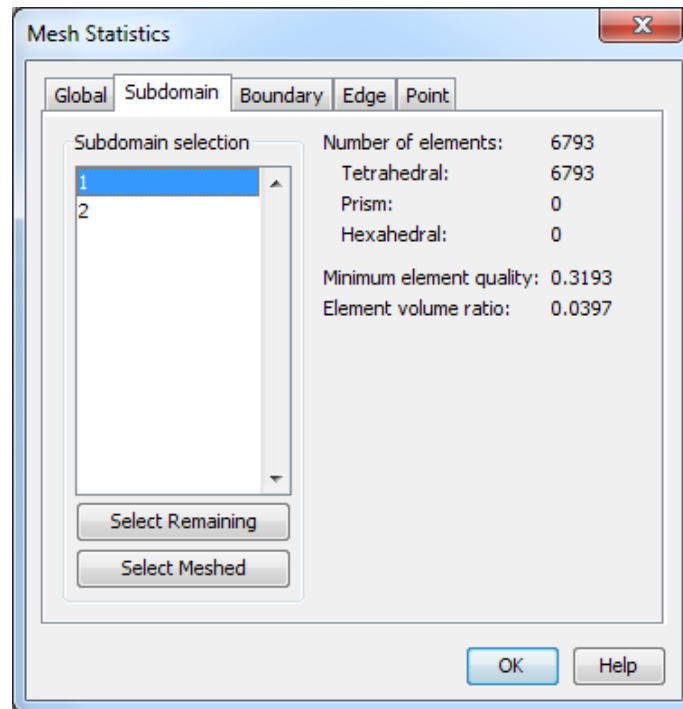 Mesh Statistics
Global Subdomain Boundary Edge Point
Subdomain selection
1
2
Select Remaining
Select Meshed
Number of elements: 6793
Tetrahedral: 6793
Prism: 0
Hexahedral: 0
Minimum element quality: 0.3193
Element volume ratio: 0.0397
OK Help